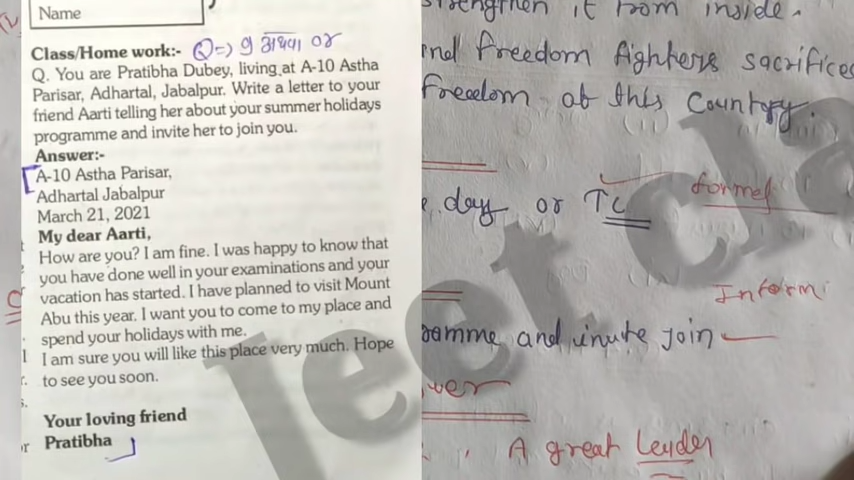 Name
Class/Home work:- Q=> 9 अथवा or
Q. You are Pratibha Dubey, living at A-10 Astha
Parisar, Adhartal, Jabalpur. Write a letter to your
friend Aarti telling her about your summer holidays
programme and invite her to join you.
Answer:-
A-10 Astha Parisar,
Adhartal Jabalpur
March 21, 2021
My dear Aarti,
How are you? I am fine. I was happy to know that
you have done well in your examinations and your
vacation has started. I have planned to visit Mount
Abu this year. I want you to come to my place and
spend your holidays with me.
I am sure you will like this place very much. Hope
to see you soon.
Your loving friend
Pratibha
strengthen it from inside.
and freedom fighters sacrifices
freedom of this Country.
day or TC
formel
Inform
ramme and inute join
A great Leader
Jeet cla